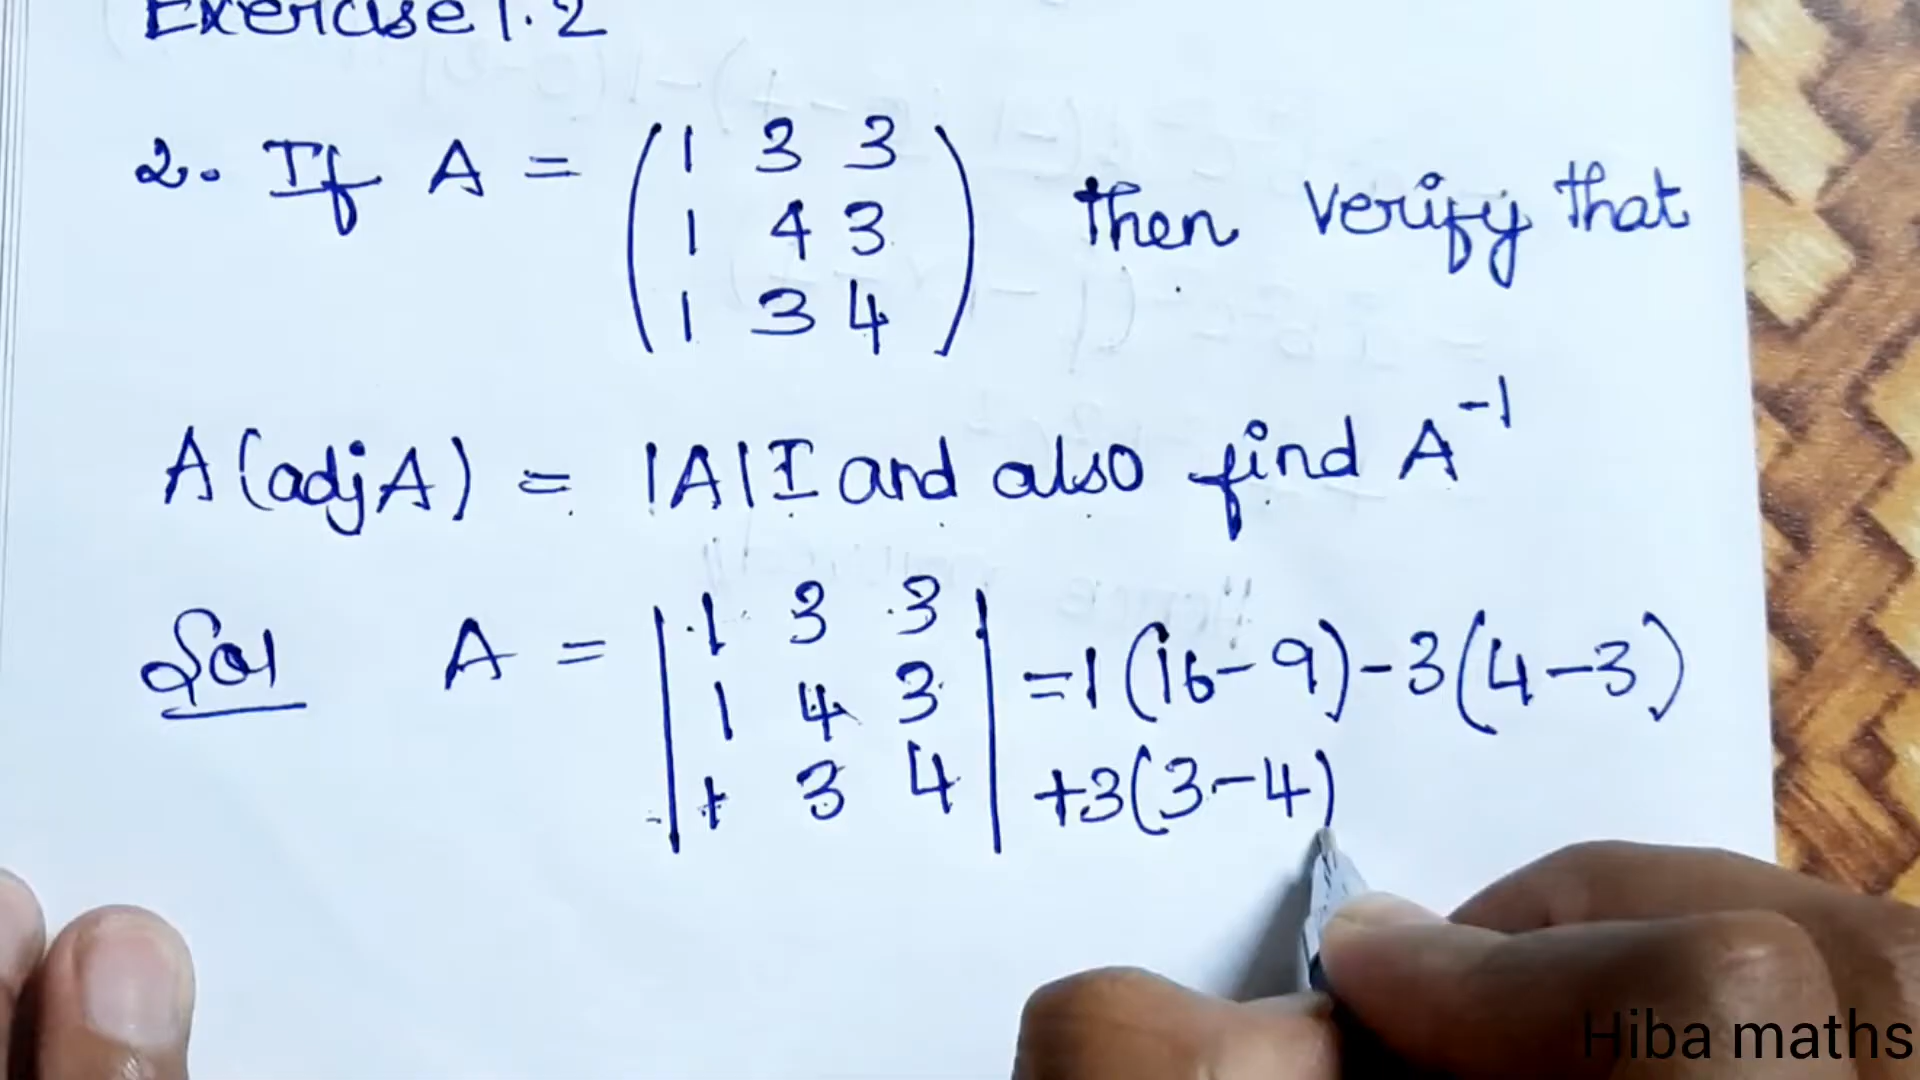 Exercise 1.2
2. If A = (1 3 3
1 4 3
1 3 4) then verify that
A(adjA) = |A|I and also find A⁻¹
Sol A = |1 3 3
1 4 3
1 3 4| =1(16-9)-3(4-3)
+3(3-4)
Hiba maths